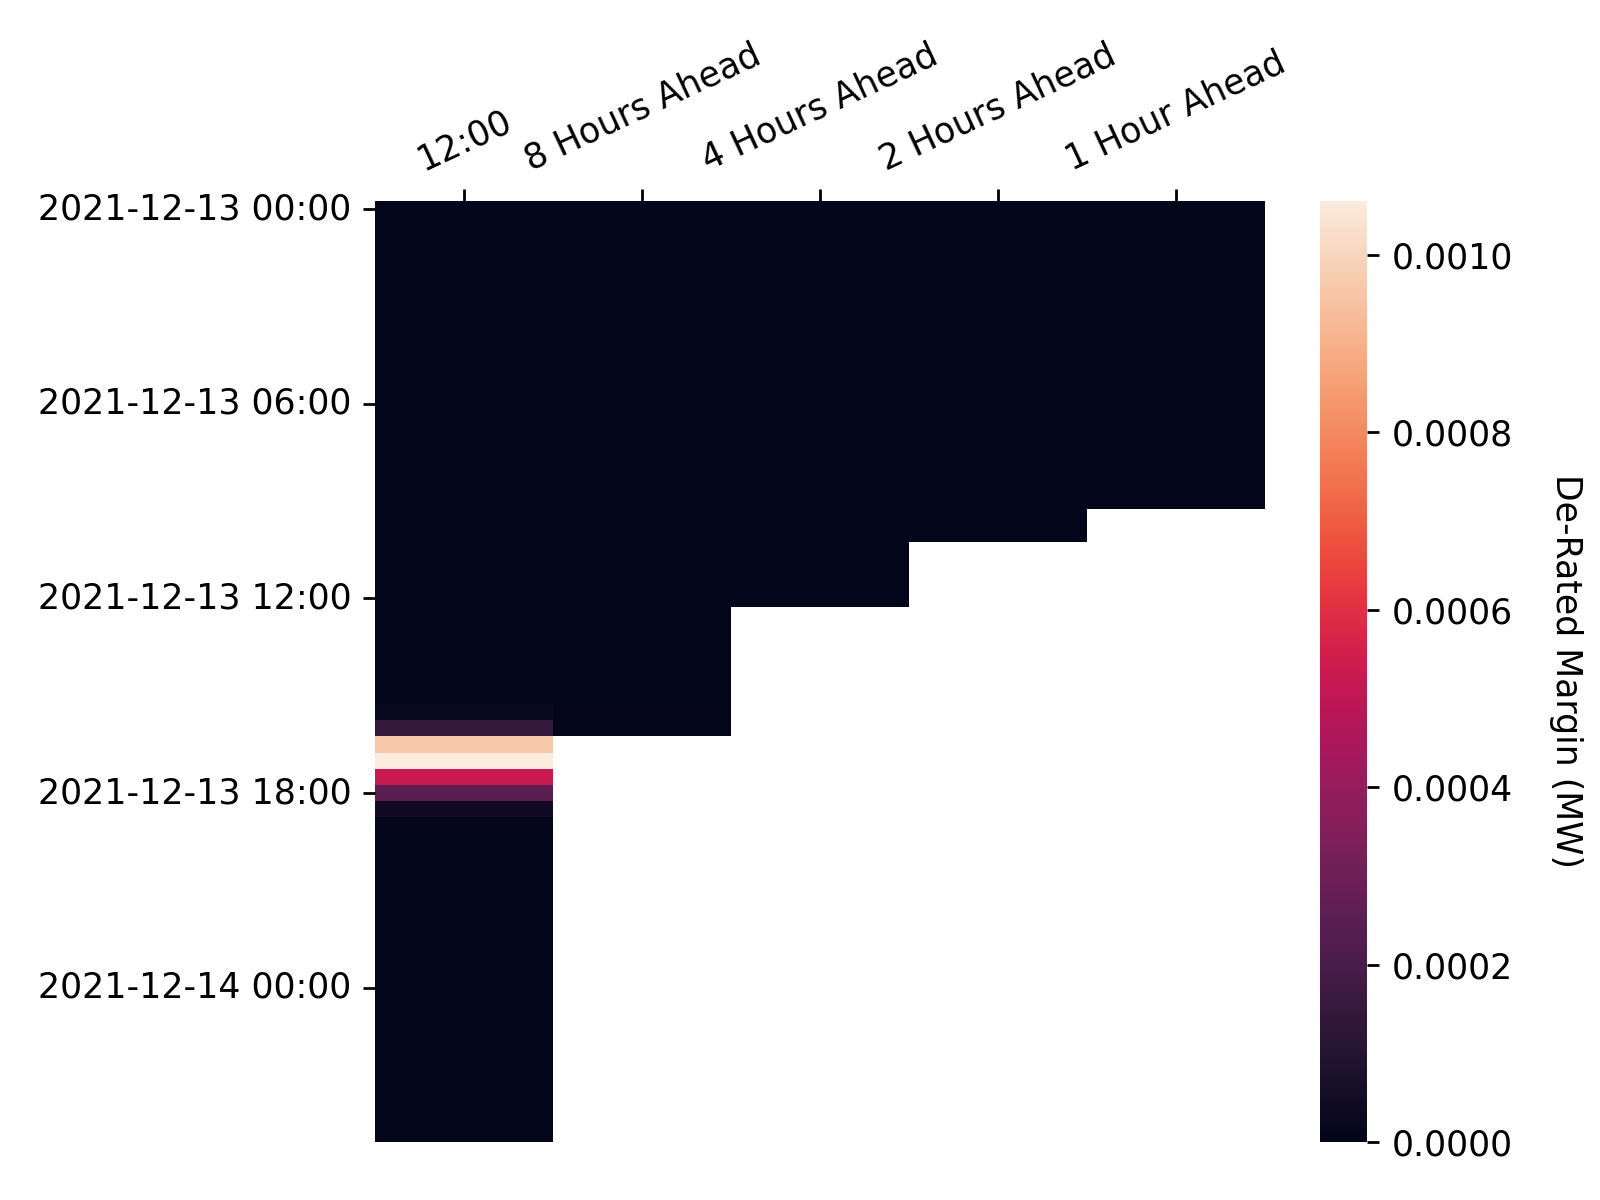 12:00
8 Hours Ahead
4 Hours Ahead
2 Hours Ahead
1 Hour Ahead
2021-12-13 00:00
2021-12-13 06:00
2021-12-13 12:00
2021-12-13 18:00
2021-12-14 00:00
0.0010
0.0008
0.0006
0.0004
0.0002
0.0000
De-Rated Margin (MW)